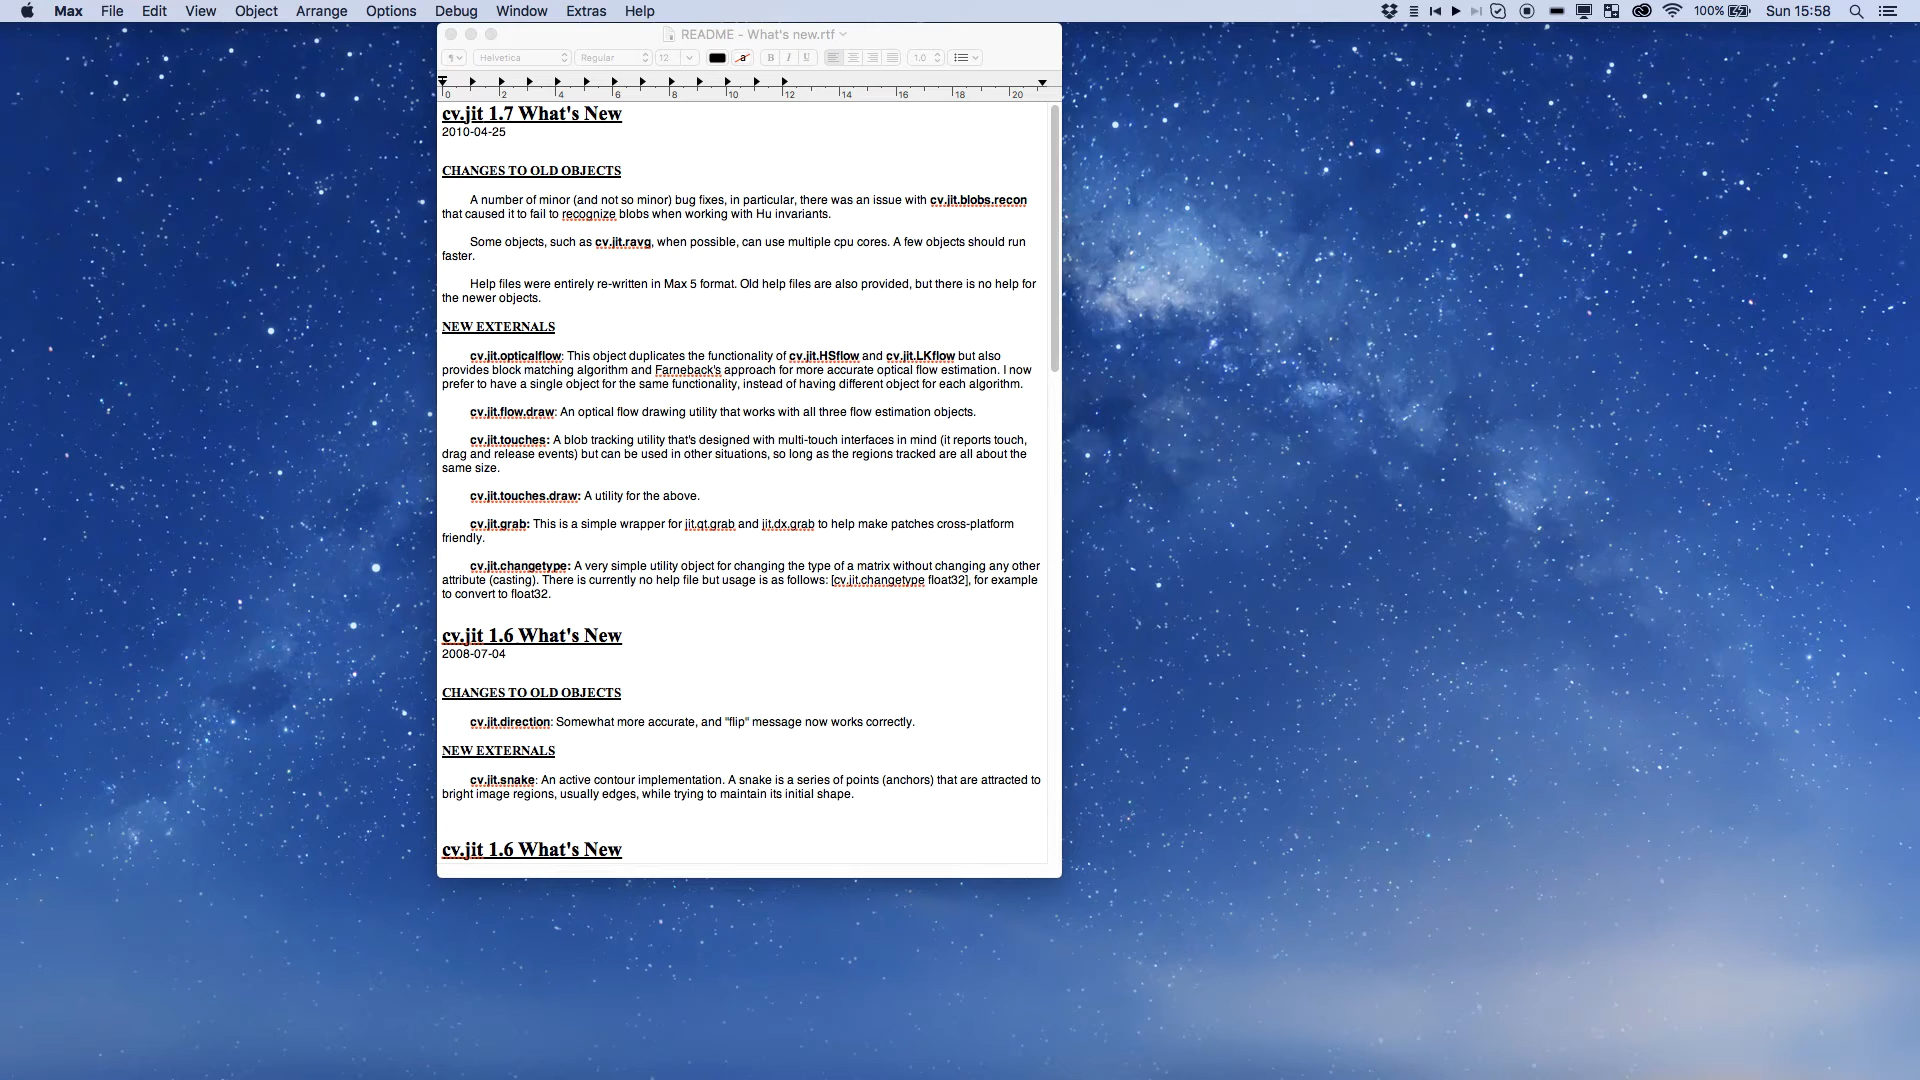 Max File Edit View Object Arrange Options Debug Window Extras Help 100% Sun 15:58
README - What's new.rtf
Helvetica Regular 12 a B I U 1.0
0 2 4 6 8 10 12 14 16 18 20
cv.jit 1.7 What's New
2010-04-25
CHANGES TO OLD OBJECTS
A number of minor (and not so minor) bug fixes, in particular, there was an issue with cv.jit.blobs.recon
that caused it to fail to recognize blobs when working with Hu invariants.
Some objects, such as cv.jit.ravg, when possible, can use multiple cpu cores. A few objects should run
faster.
Help files were entirely re-written in Max 5 format. Old help files are also provided, but there is no help for
the newer objects.
NEW EXTERNALS
cv.jit.opticalflow: This object duplicates the functionality of cv.jit.HSflow and cv.jit.LKflow but also
provides block matching algorithm and Farneback's approach for more accurate optical flow estimation. I now
prefer to have a single object for the same functionality, instead of having different object for each algorithm.
cv.jit.flow.draw: An optical flow drawing utility that works with all three flow estimation objects.
cv.jit.touches: A blob tracking utility that's designed with multi-touch interfaces in mind (it reports touch,
drag and release events) but can be used in other situations, so long as the regions tracked are all about the
same size.
cv.jit.touches.draw: A utility for the above.
cv.jit.grab: This is a simple wrapper for jit.qt.grab and jit.dx.grab to help make patches cross-platform
friendly.
cv.jit.changetype: A very simple utility object for changing the type of a matrix without changing any other
attribute (casting). There is currently no help file but usage is as follows: [cv.jit.changetype float32], for example
to convert to float32.
cv.jit 1.6 What's New
2008-07-04
CHANGES TO OLD OBJECTS
cv.jit.direction: Somewhat more accurate, and "flip" message now works correctly.
NEW EXTERNALS
cv.jit.snake: An active contour implementation. A snake is a series of points (anchors) that are attracted to
bright image regions, usually edges, while trying to maintain its initial shape.
cv.jit 1.6 What's New